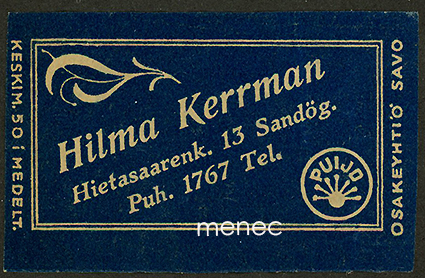 KESKIM. 50 I MEDELT.
Hilma Kerrman
Hietasaarenk. 13 Sandög.
Puh. 1767 Tel.
PUIJO
OSAKEYHTIÖ SAVO
menec